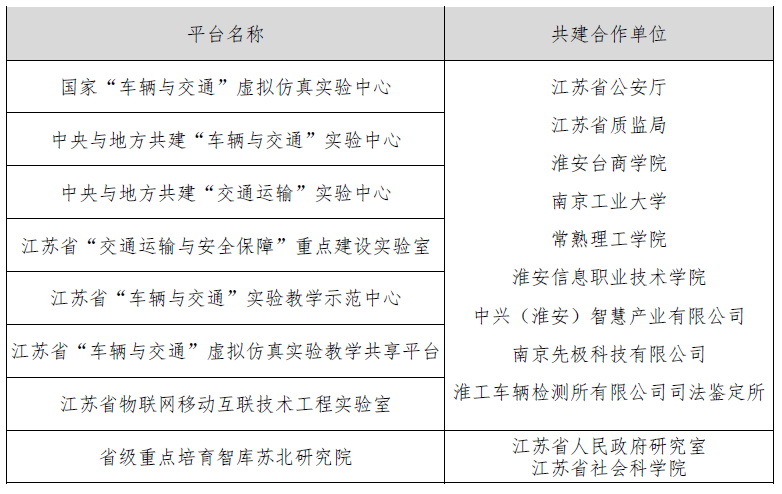 平台名称
共建合作单位
国家“车辆与交通”虚拟仿真实验中心
中央与地方共建“车辆与交通”实验中心
中央与地方共建“交通运输”实验中心
江苏省“交通运输与安全保障”重点建设实验室
江苏省“车辆与交通”实验教学示范中心
江苏省“车辆与交通”虚拟仿真实验教学共享平台
江苏省物联网移动互联技术工程实验室
江苏省公安厅
江苏省质监局
淮安台商学院
南京工业大学
常熟理工学院
淮安信息职业技术学院
中兴（淮安）智慧产业有限公司
南京先极科技有限公司
淮工车辆检测所有限公司司法鉴定所
省级重点培育智库苏北研究院
江苏省人民政府研究室
江苏省社会科学院